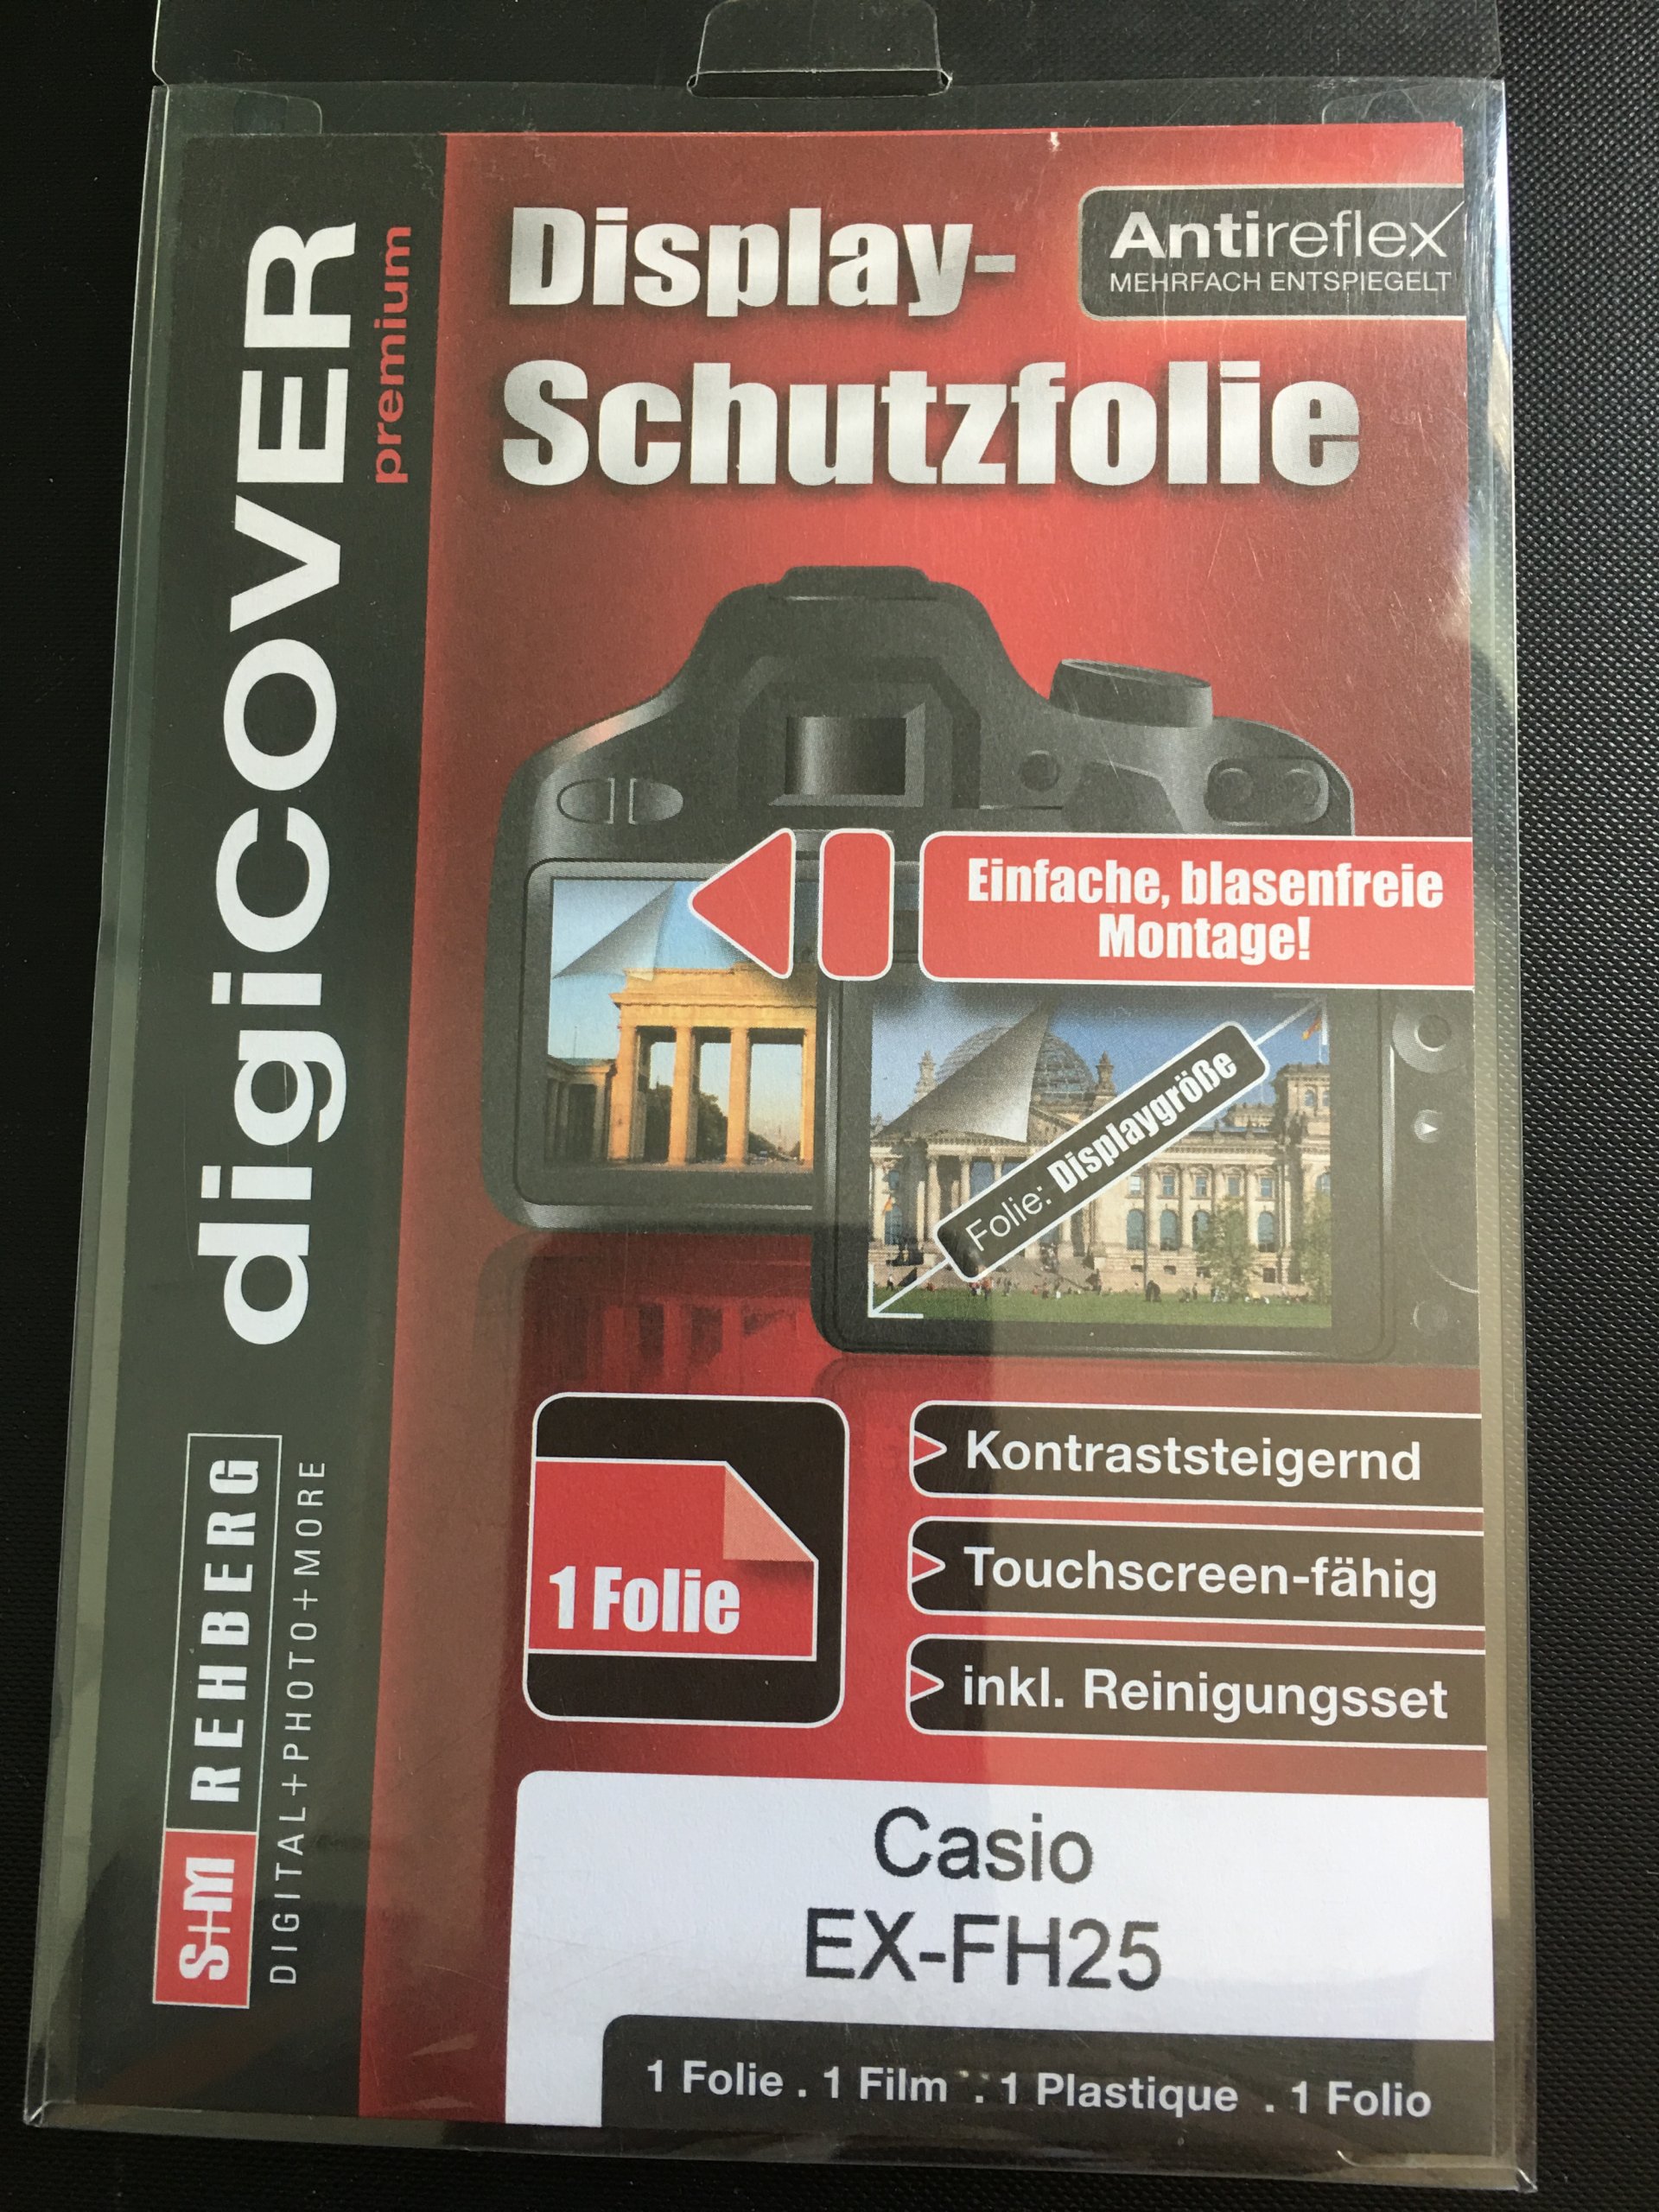 Display-
Schutzfolie
Antireflex
MEHRFACH ENTSPIEGELT
digiCOVER
premium
Einfache, blasenfreie
Montage!
Folie: Displaygröße
1 Folie
Kontraststeigernd
Touchscreen-fähig
inkl. Reinigungsset
S+M REHBERG
DIGITAL+PHOTO+MORE
Casio
EX-FH25
1 Folie . 1 Film . 1 Plastique . 1 Folio